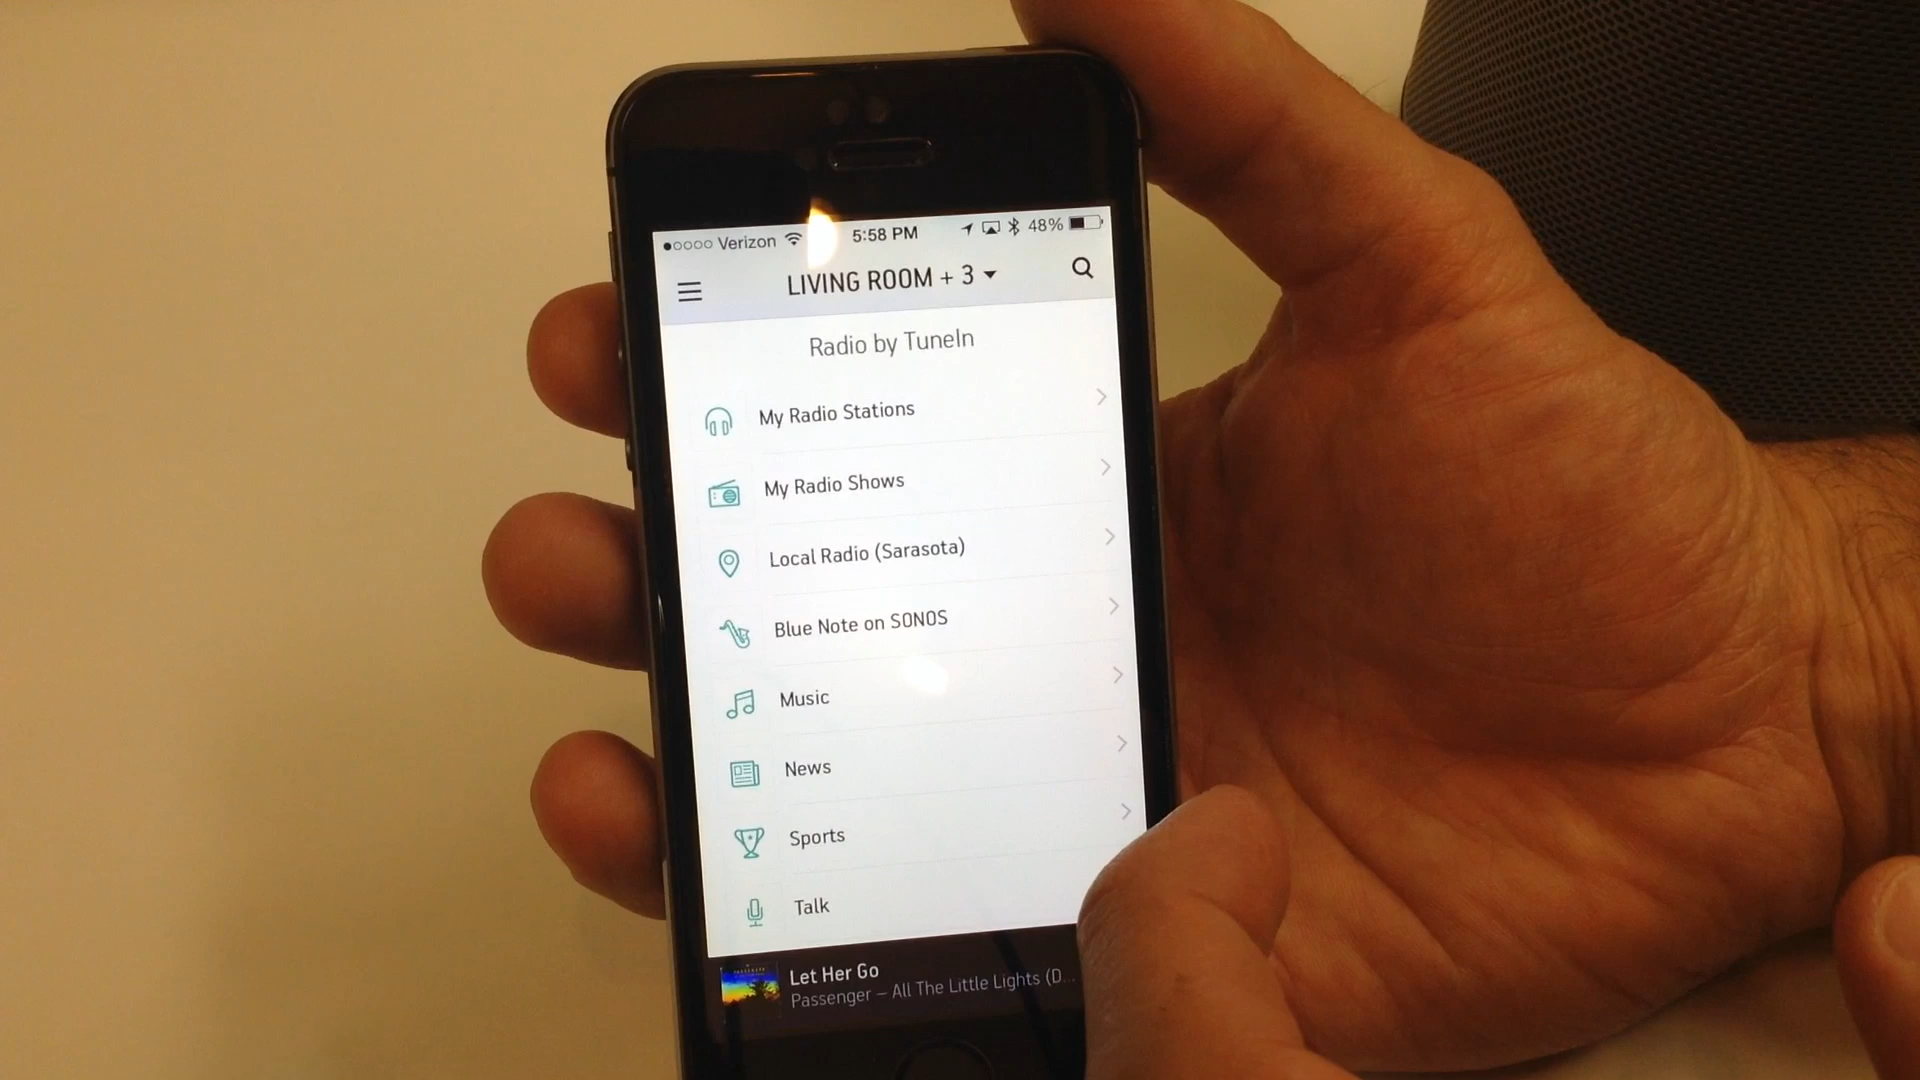 Verizon 5:58 PM 48%
LIVING ROOM + 3
Radio by TuneIn
My Radio Stations
My Radio Shows
Local Radio (Sarasota)
Blue Note on SONOS
Music
News
Sports
Talk
Let Her Go
Passenger – All The Little Lights (D...